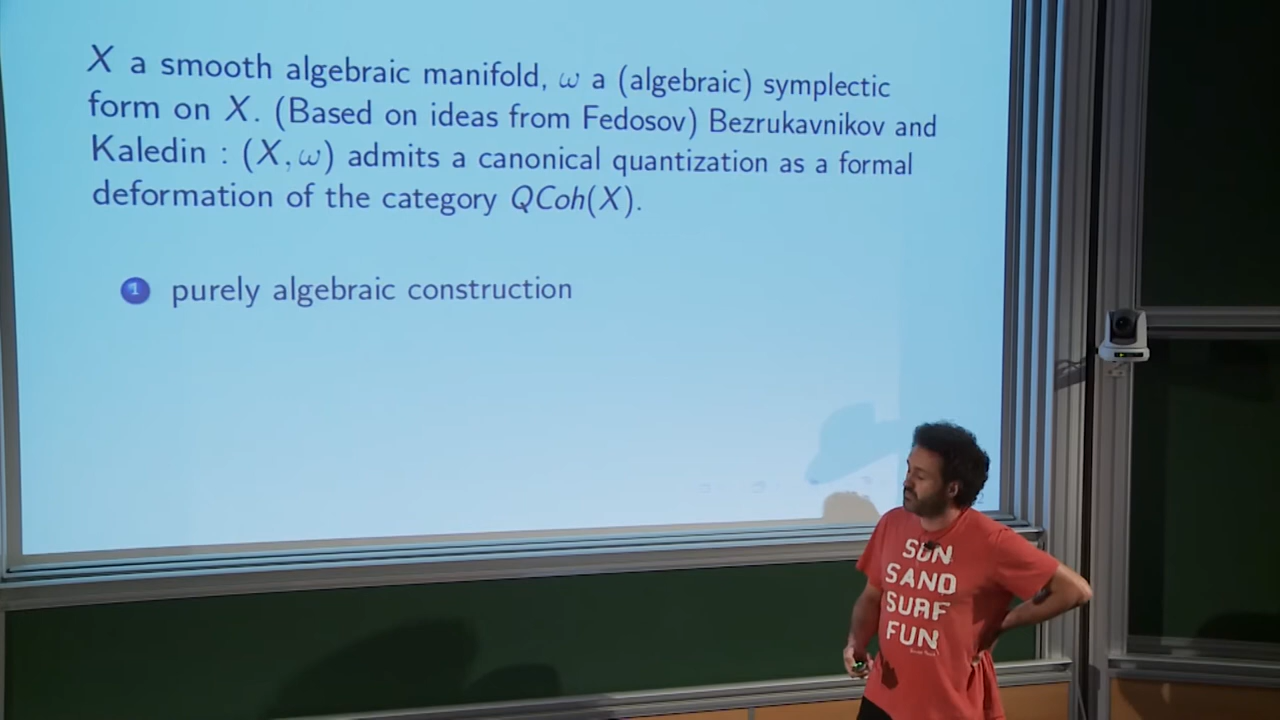 X a smooth algebraic manifold, ω a (algebraic) symplectic
form on X. (Based on ideas from Fedosov) Bezrukavnikov and
Kaledin : (X, ω) admits a canonical quantization as a formal
deformation of the category QCoh(X).
1 purely algebraic construction
SUN
SAND
SURF
FUN